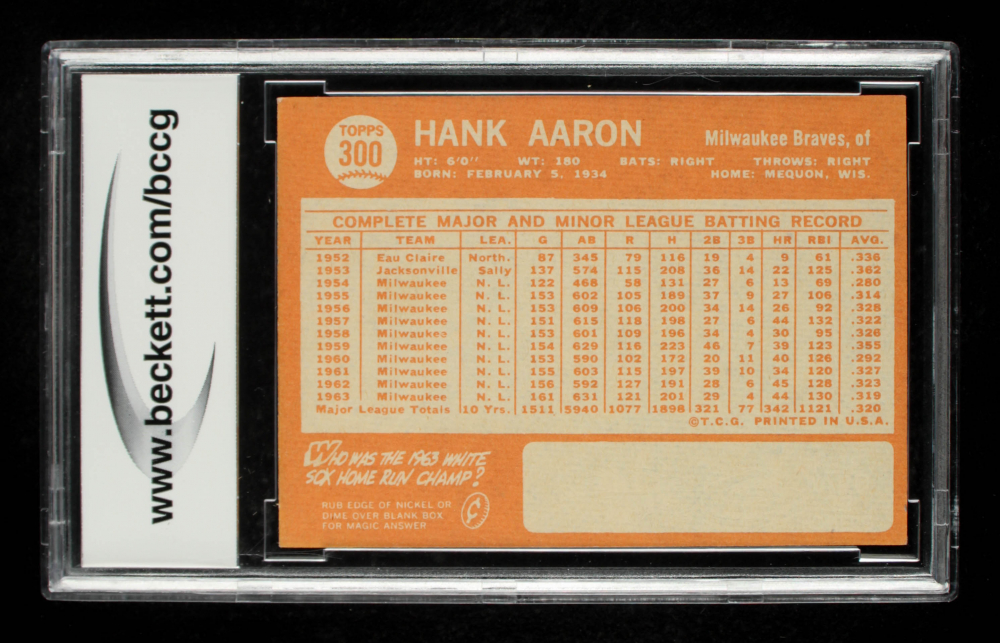 www.beckett.com/bccg
TOPPS
300
HANK AARON
Milwaukee Braves, of
HT: 6'0" WT: 180 BATS: RIGHT THROWS: RIGHT
BORN: FEBRUARY 5, 1934 HOME: MEQUON, WIS.
COMPLETE MAJOR AND MINOR LEAGUE BATTING RECORD
YEAR TEAM LEA. G AB R H 2B 3B HR RBI AVG.
1952 Eau Claire North. 87 345 79 116 19 4 9 61 .336
1953 Jacksonville Sally 137 574 115 208 36 14 22 125 .362
1954 Milwaukee N. L. 122 468 58 131 27 6 13 69 .280
1955 Milwaukee N. L. 153 602 105 189 37 9 27 106 .314
1956 Milwaukee N. L. 153 609 106 200 34 14 26 92 .328
1957 Milwaukee N. L. 151 615 118 198 27 6 44 132 .322
1958 Milwaukee N. L. 153 601 109 196 34 4 30 95 .326
1959 Milwaukee N. L. 154 629 116 223 46 7 39 123 .355
1960 Milwaukee N. L. 153 590 102 172 20 11 40 126 .292
1961 Milwaukee N. L. 155 603 115 197 39 10 34 120 .327
1962 Milwaukee N. L. 156 592 127 191 28 6 45 128 .323
1963 Milwaukee N. L. 161 631 121 201 29 4 44 130 .319
Major League Totals 10 Yrs. 1511 5940 1077 1898 321 77 342 1121 .320
©T.C.G. PRINTED IN U.S.A.
WHO WAS THE 1963 WHITE
SOX HOME RUN CHAMP?
RUB EDGE OF NICKEL OR
DIME OVER BLANK BOX
FOR MAGIC ANSWER
¢